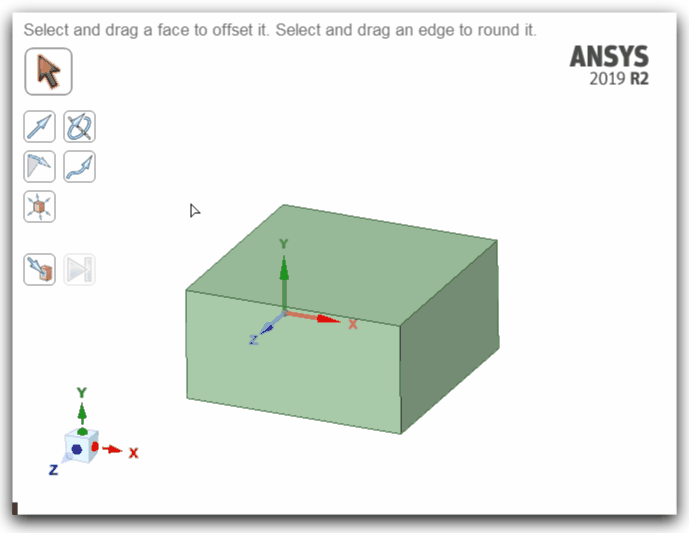 Select and drag a face to offset it. Select and drag an edge to round it.
ANSYS
2019 R2
Y
X
Z
Y
X
Z